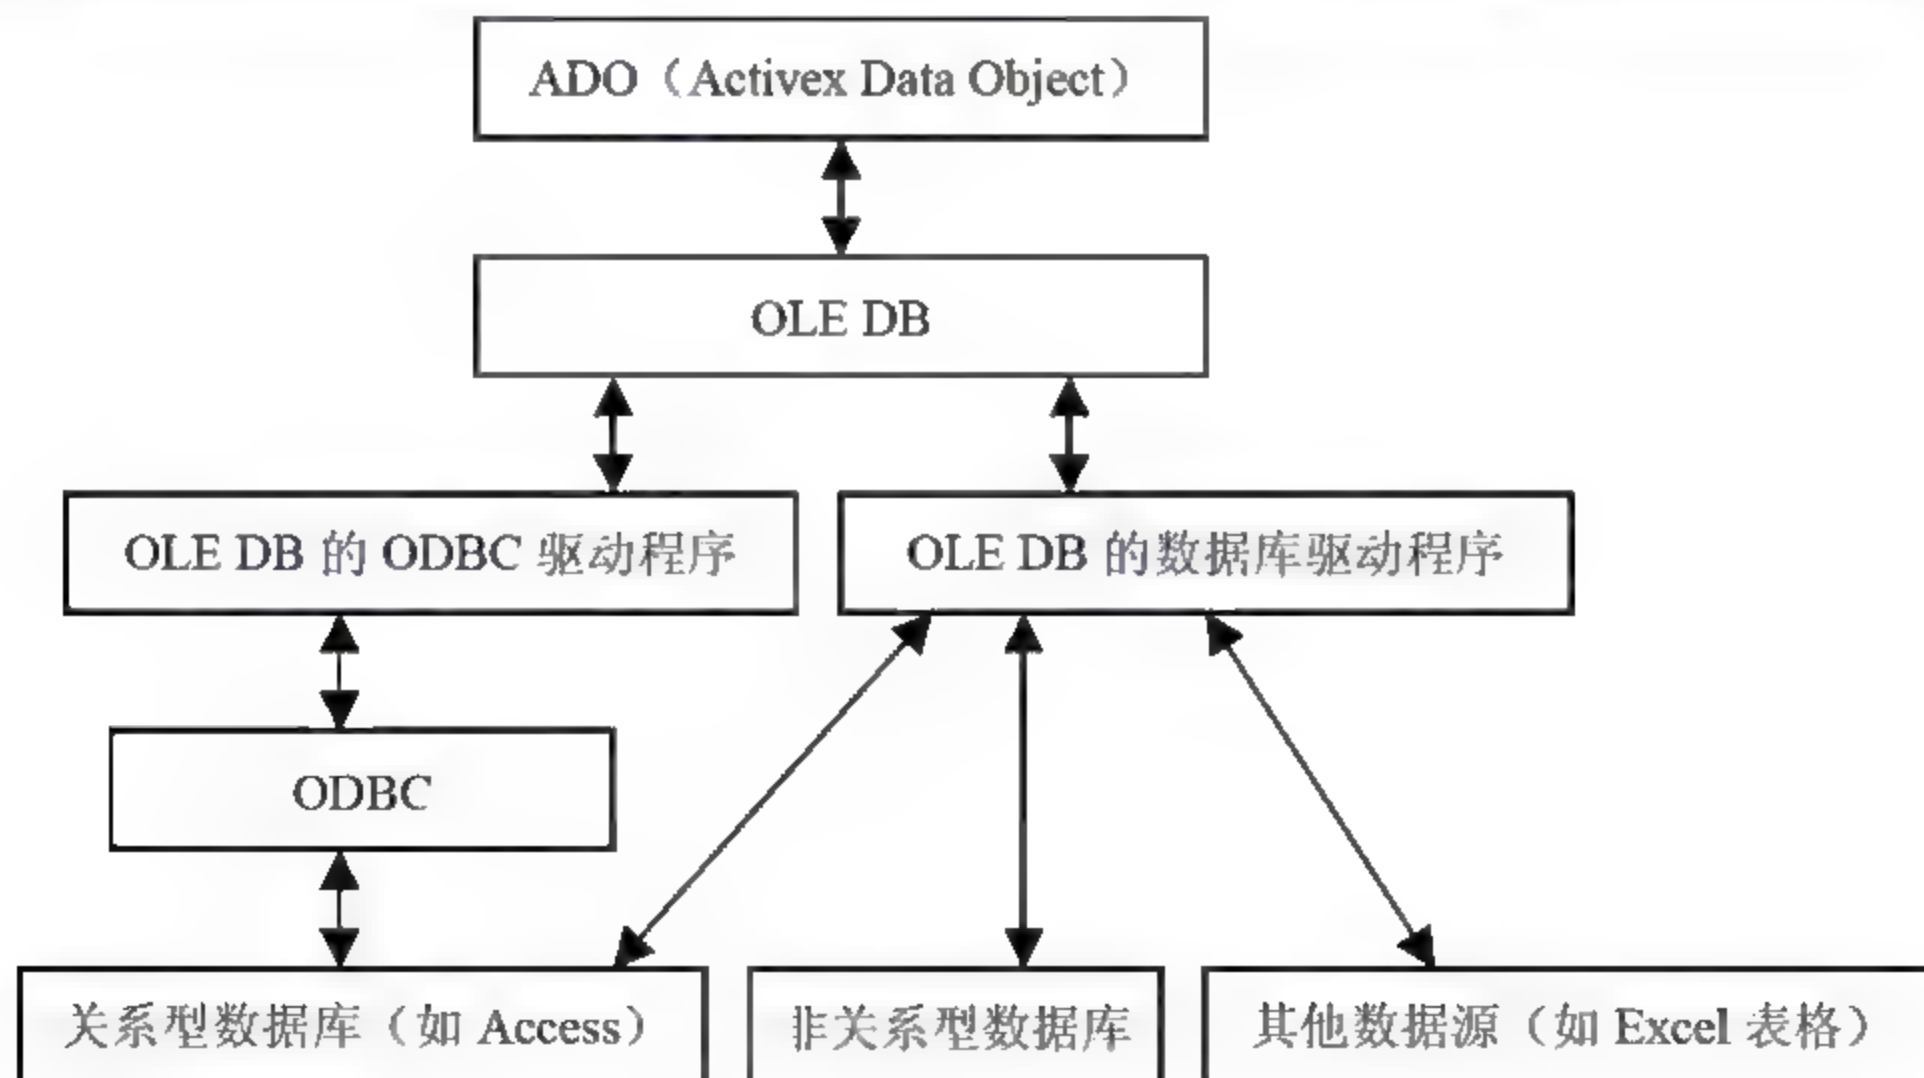 ADO（Activex Data Object）
OLE DB
OLE DB 的 ODBC 驱动程序
OLE DB 的数据库驱动程序
ODBC
关系型数据库（如 Access）
非关系型数据库
其他数据源（如 Excel 表格）